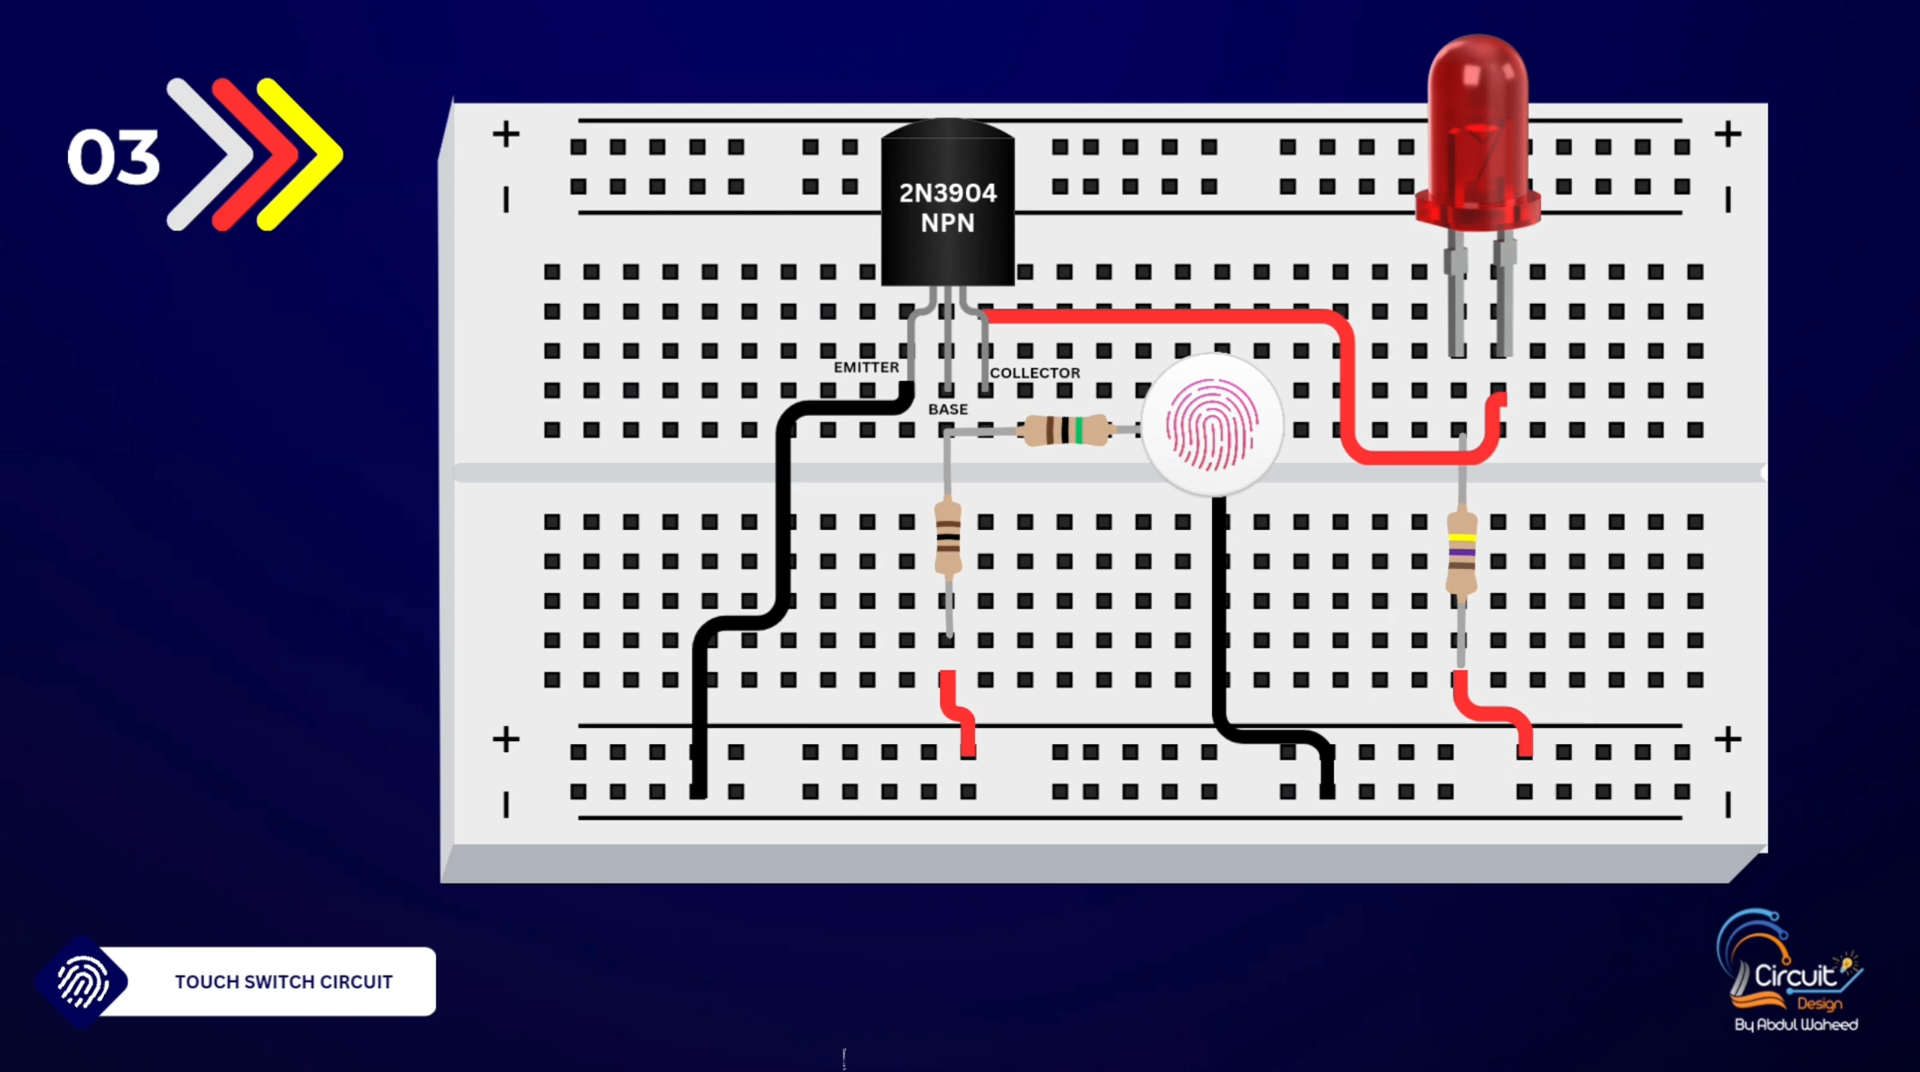 03
+
+
2N3904
NPN
EMITTER
COLLECTOR
BASE
+
+
TOUCH SWITCH CIRCUIT
Circuit
Design
By Abdul Waheed